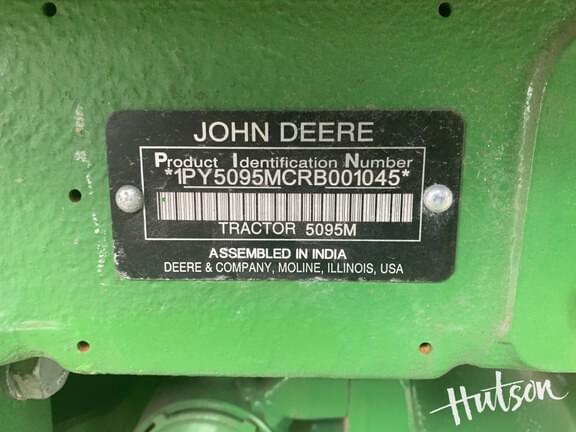 JOHN DEERE
Product Identification Number
*1PY5095MCRB001045*
TRACTOR 5095M
ASSEMBLED IN INDIA
DEERE & COMPANY, MOLINE, ILLINOIS, USA
Hutson